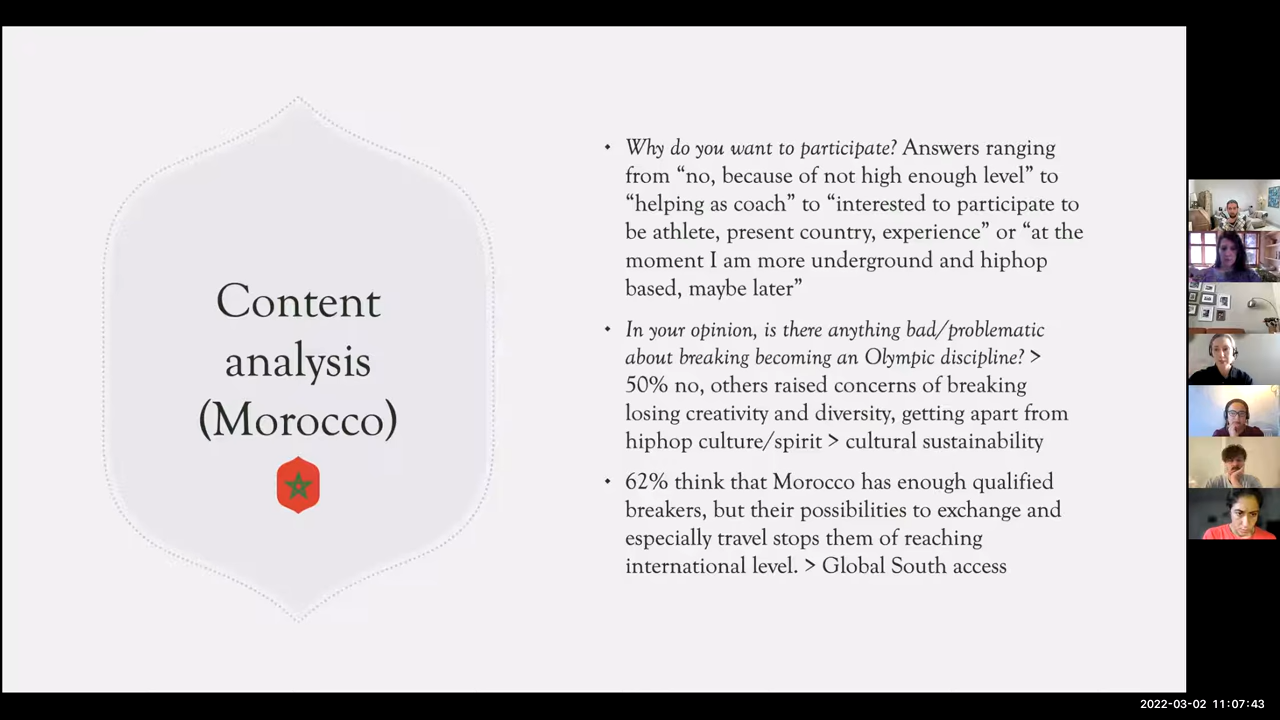 Content
analysis
(Morocco)
• Why do you want to participate? Answers ranging
from “no, because of not high enough level” to
“helping as coach” to “interested to participate to
be athlete, present country, experience” or “at the
moment I am more underground and hiphop
based, maybe later”
• In your opinion, is there anything bad/problematic
about breaking becoming an Olympic discipline? >
50% no, others raised concerns of breaking
losing creativity and diversity, getting apart from
hiphop culture/spirit > cultural sustainability
• 62% think that Morocco has enough qualified
breakers, but their possibilities to exchange and
especially travel stops them of reaching
international level. > Global South access
2022-03-02 11:07:43